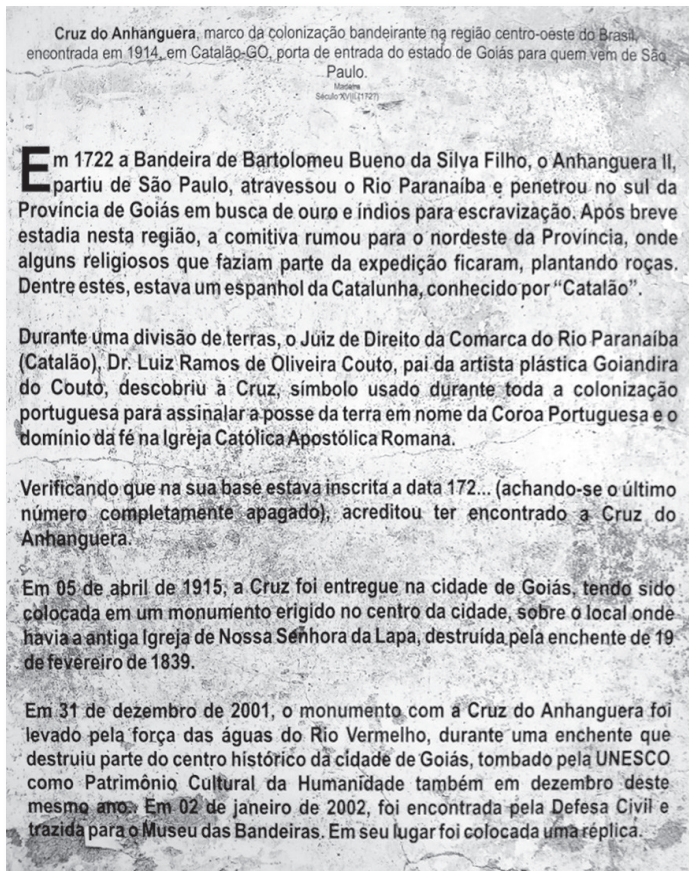 Cruz do Anhanguera, marco da colonização bandeirante na região centro-oeste do Brasil,
encontrada em 1914, em Catalão-GO, porta de entrada do estado de Goiás para quem vem de São
Paulo.
Madeira
Século XVIII (1727)
Em 1722 a Bandeira de Bartolomeu Bueno da Silva Filho, o Anhanguera II,
partiu de São Paulo, atravessou o Rio Paranaíba e penetrou no sul da
Província de Goiás em busca de ouro e índios para escravização. Após breve
estadia nesta região, a comitiva rumou para o nordeste da Província, onde
alguns religiosos que faziam parte da expedição ficaram, plantando roças.
Dentre estes, estava um espanhol da Catalunha, conhecido por “Catalão”.
Durante uma divisão de terras, o Juiz de Direito da Comarca do Rio Paranaíba
(Catalão), Dr. Luiz Ramos de Oliveira Couto, pai da artista plástica Goiandira
do Couto, descobriu a Cruz, símbolo usado durante toda a colonização
portuguesa para assinalar a posse da terra em nome da Coroa Portuguesa e o
domínio da fé na Igreja Católica Apostólica Romana.
Verificando que na sua base estava inscrita a data 172... (achando-se o último
número completamente apagado), acreditou ter encontrado a Cruz do
Anhanguera.
Em 05 de abril de 1915, a Cruz foi entregue na cidade de Goiás, tendo sido
colocada em um monumento erigido no centro da cidade, sobre o local onde
havia a antiga Igreja de Nossa Senhora da Lapa, destruída pela enchente de 19
de fevereiro de 1839.
Em 31 de dezembro de 2001, o monumento com a Cruz do Anhanguera foi
levado pela força das águas do Rio Vermelho, durante uma enchente que
destruiu parte do centro histórico da cidade de Goiás, tombado pela UNESCO
como Patrimônio Cultural da Humanidade também em dezembro deste
mesmo ano. Em 02 de janeiro de 2002, foi encontrada pela Defesa Civil e
trazida para o Museu das Bandeiras. Em seu lugar foi colocada uma réplica.